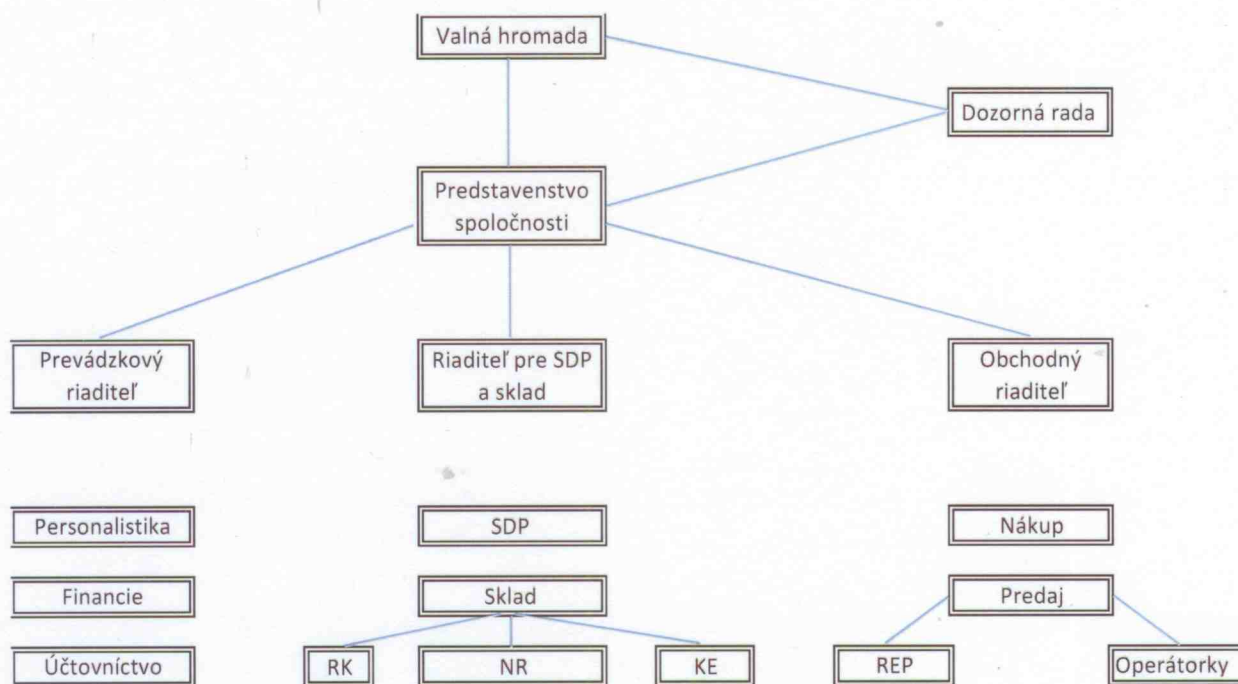 Valná hromada
Dozorná rada
Predstavenstvo
spoločnosti
Prevádzkový
riaditeľ
Riaditeľ pre SDP
a sklad
Obchodný
riaditeľ
Personalistika
SDP
Nákup
Financie
Sklad
Predaj
Účtovníctvo
RK
NR
KE
REP
Operátorky